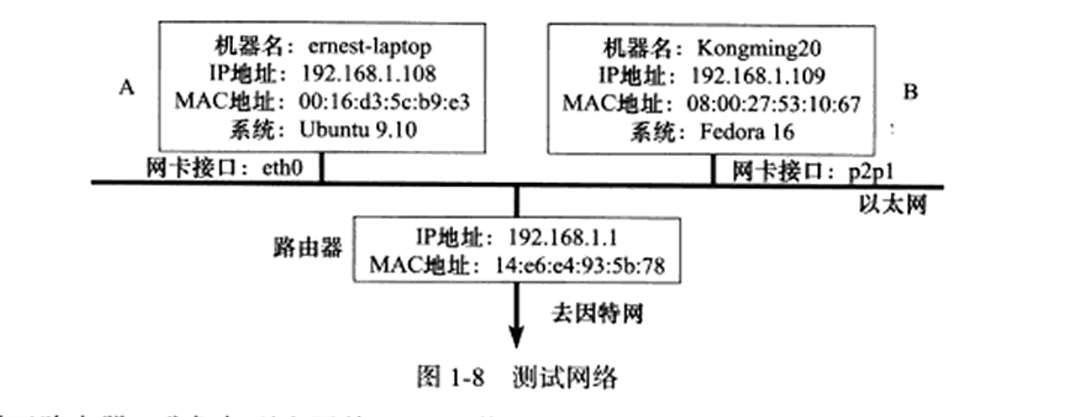 机器名：ernest-laptop
IP地址：192.168.1.108
MAC地址：00:16:d3:5c:b9:e3
系统：Ubuntu 9.10
A
机器名：Kongming20
IP地址：192.168.1.109
MAC地址：08:00:27:53:10:67
系统：Fedora 16
B
网卡接口：eth0
网卡接口：p2p1
以太网
路由器
IP地址：192.168.1.1
MAC地址：14:e6:e4:93:5b:78
去因特网
图 1-8 测试网络